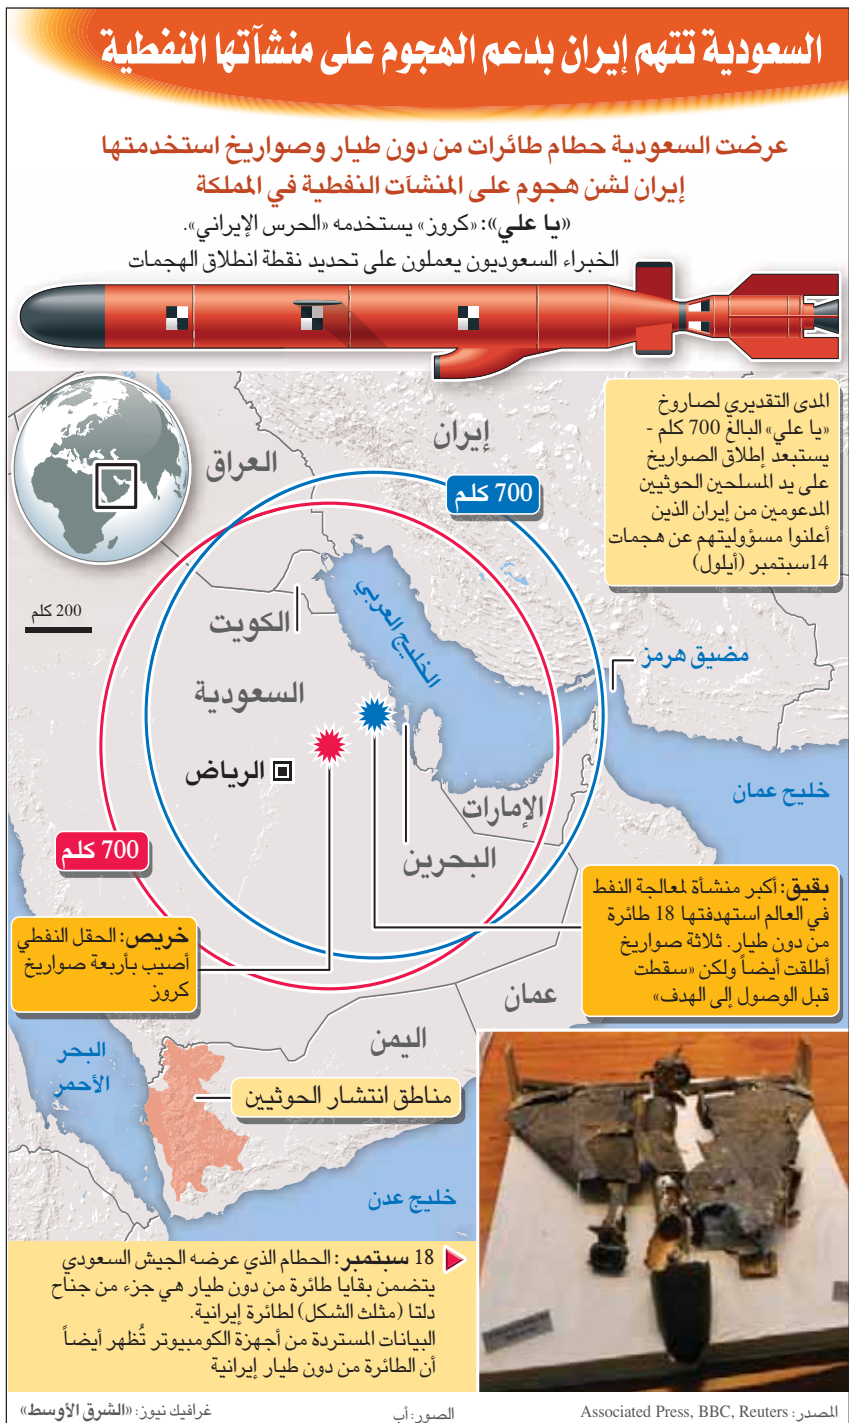 السعودية تتهم إيران بدعم الهجوم على منشآتها النفطية
عرضت السعودية حطام طائرات من دون طيار وصواريخ استخدمتها
إيران لشن هجوم على المنشآت النفطية في المملكة
«يا علي»: «كروز» يستخدمه «الحرس الإيراني».
الخبراء السعوديون يعملون على تحديد نقطة انطلاق الهجمات
المدى التقديري لصاروخ
«يا علي» البالغ 700 كلم -
يستبعد إطلاق الصواريخ
على يد المسلحين الحوثيين
المدعومين من إيران الذين
أعلنوا مسؤوليتهم عن هجمات
14سبتمبر (أيلول)
إيران
العراق
700 كلم
200 كلم
الكويت
الخليج العربي
مضيق هرمز
السعودية
الرياض
خليج عمان
الإمارات
البحرين
700 كلم
بقيق: أكبر منشأة لمعالجة النفط
في العالم استهدفتها 18 طائرة
من دون طيار. ثلاثة صواريخ
أطلقت أيضاً ولكن «سقطت
قبل الوصول إلى الهدف»
خريص: الحقل النفطي
أصيب بأربعة صواريخ
كروز
عمان
اليمن
البحر
الأحمر
مناطق انتشار الحوثيين
خليج عدن
18 سبتمبر: الحطام الذي عرضه الجيش السعودي
يتضمن بقايا طائرة من دون طيار هي جزء من جناح
دلتا (مثلث الشكل) لطائرة إيرانية.
البيانات المستردة من أجهزة الكومبيوتر تُظهر أيضاً
أن الطائرة من دون طيار إيرانية
المصدر: Associated Press, BBC, Reuters
الصور: أب
غرافيك نيوز: «الشرق الأوسط»